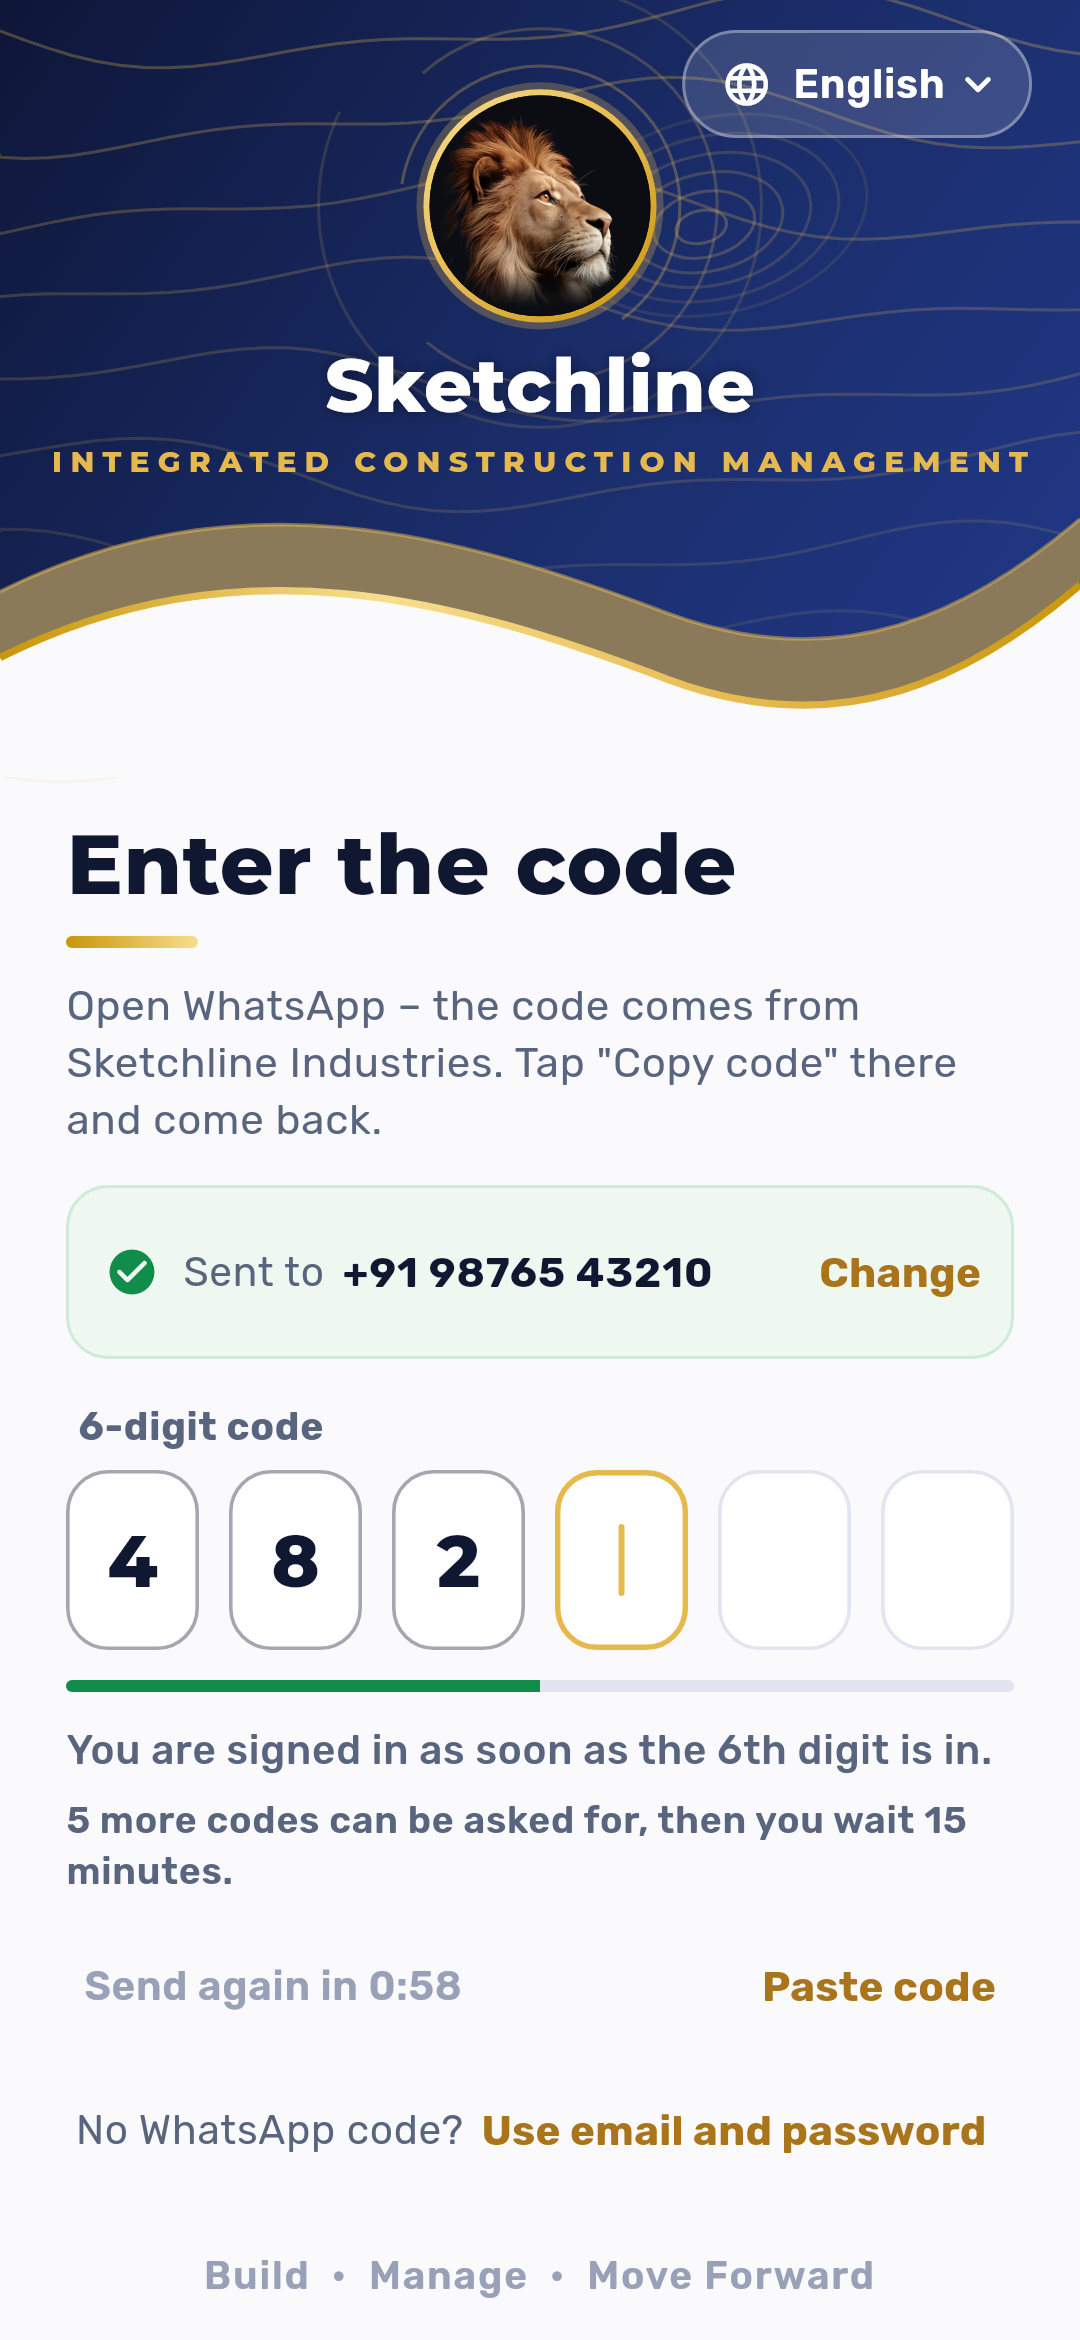 English
Sketchline
INTEGRATED CONSTRUCTION MANAGEMENT
Enter the code
Open WhatsApp – the code comes from
Sketchline Industries. Tap "Copy code" there
and come back.
Sent to +91 98765 43210 Change
6-digit code
4 8 2
You are signed in as soon as the 6th digit is in.
5 more codes can be asked for, then you wait 15
minutes.
Send again in 0:58 Paste code
No WhatsApp code? Use email and password
Build • Manage • Move Forward